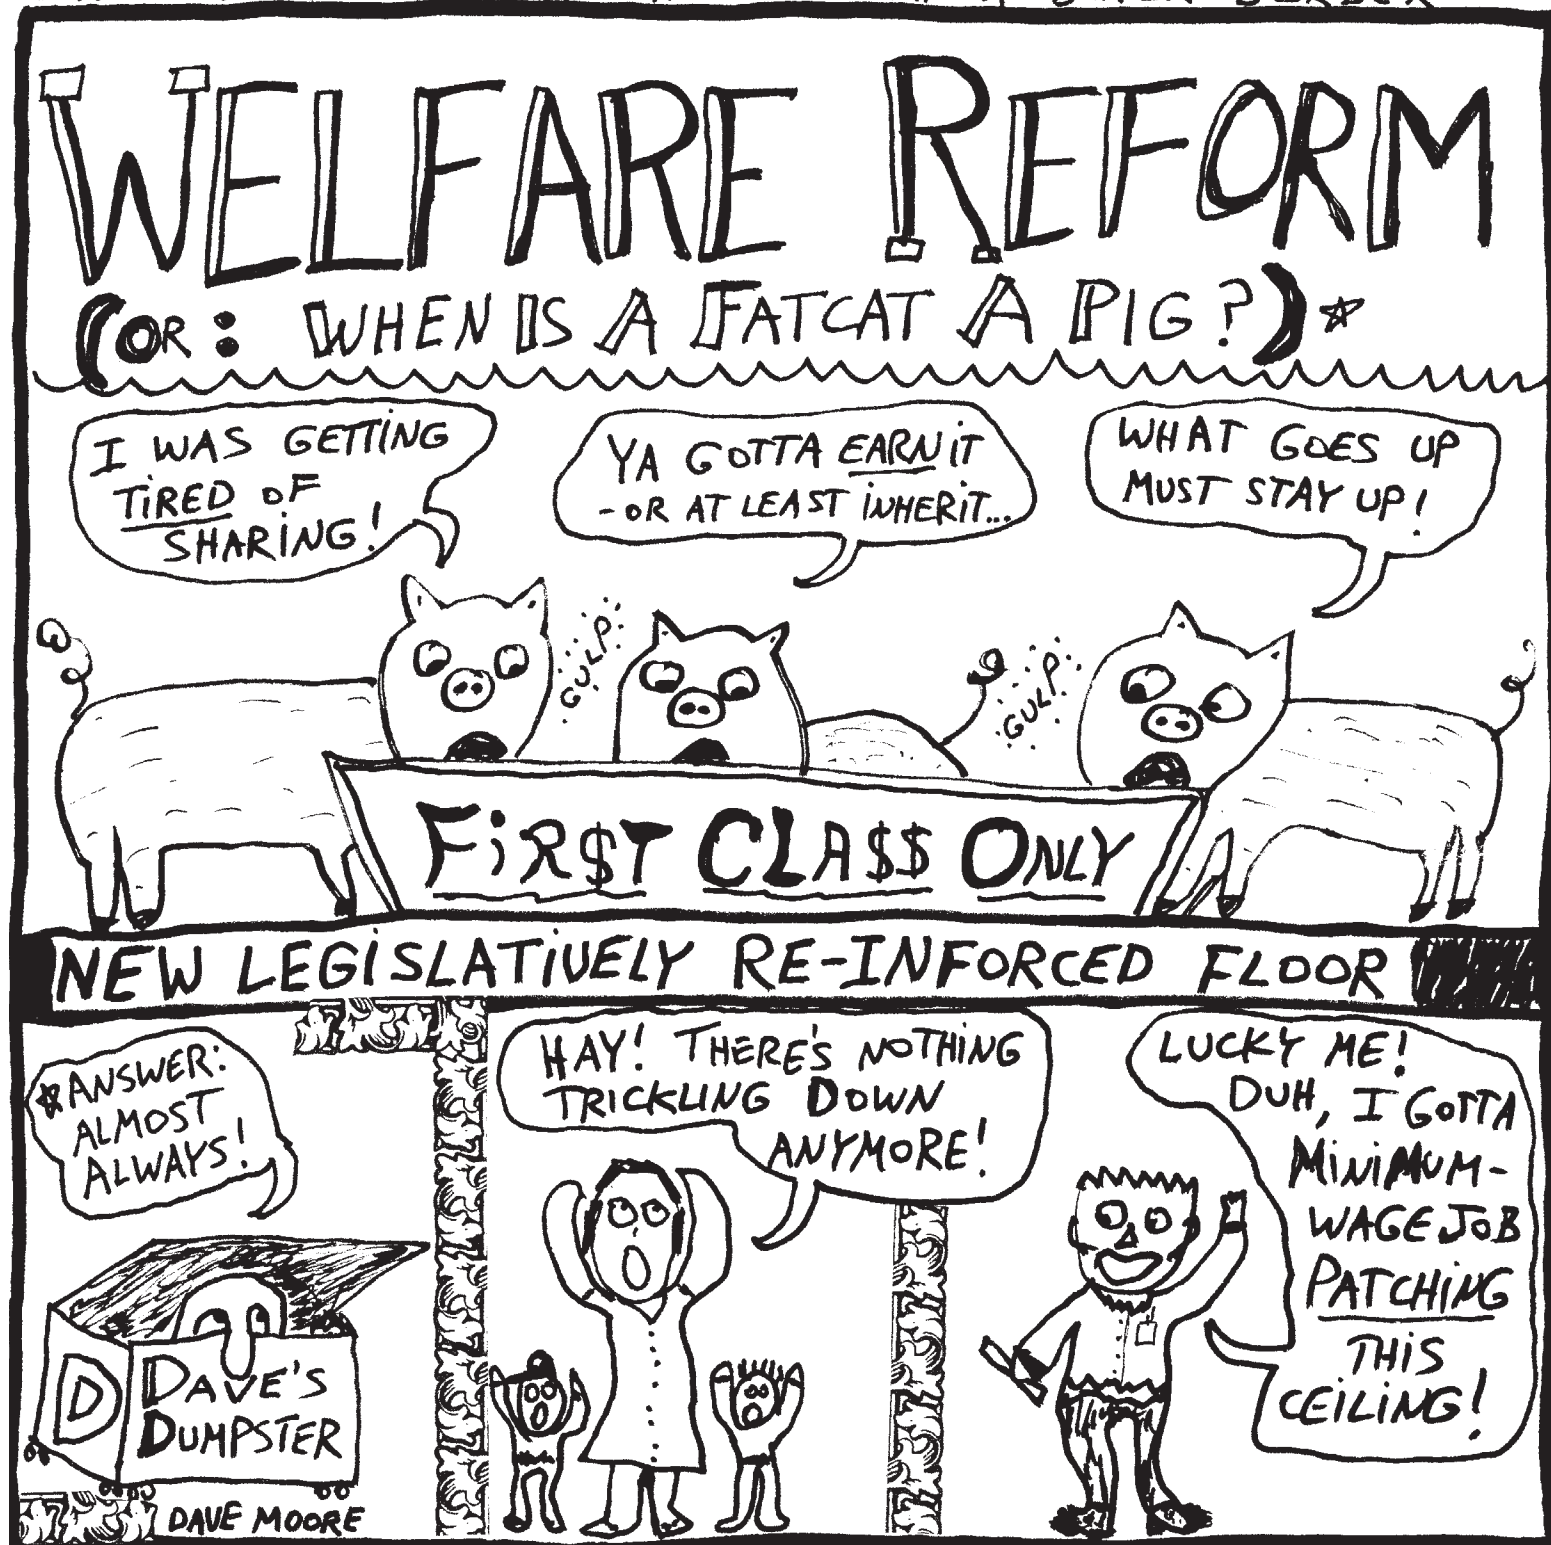 WELFARE REFORM
(OR: WHEN IS A FATCAT A PIG?)☆
I WAS GETTING
TIRED OF
SHARING!
YA GOTTA EARN IT
-OR AT LEAST INHERIT...
WHAT GOES UP
MUST STAY UP!
GULP
GULP
FIR$T CLA$$ ONLY
NEW LEGISLATIVELY RE-INFORCED FLOOR
☆ANSWER:
ALMOST
ALWAYS!
HAY! THERE'S NOTHING
TRICKLING DOWN
ANYMORE!
LUCKY ME!
DUH, I GOTTA
MINIMUM-
WAGE JOB
PATCHING
THIS
CEILING!
D
DAVE'S
DUMPSTER
DAVE MOORE